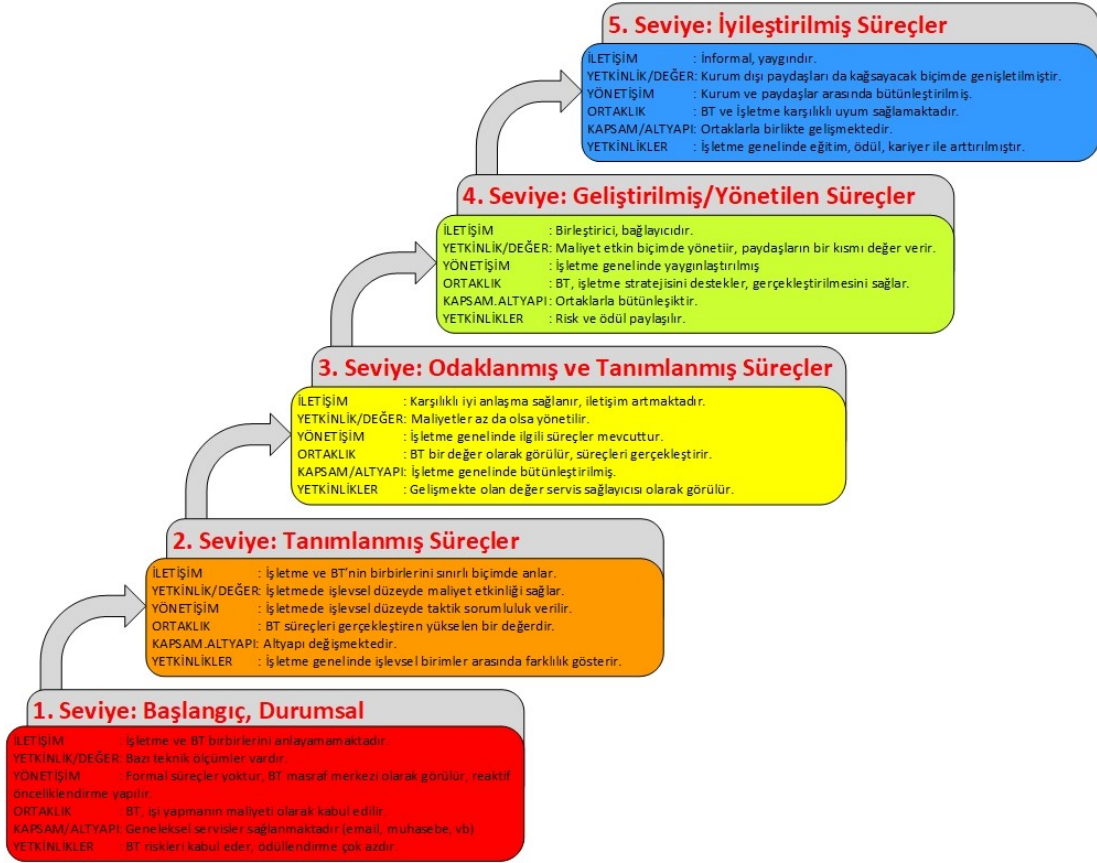 5. Seviye: İyileştirilmiş Süreçler
İLETİŞİM : İnformal, yaygındır.
YETKİNLİK/DEĞER: Kurum dışı paydaşları da kağsayacak biçimde genişletilmiştir.
YÖNETİŞİM : Kurum ve paydaşlar arasında bütünleştirilmiş.
ORTAKLIK : BT ve İşletme karşılıklı uyum sağlamaktadır.
KAPSAM/ALTYAPI : Ortaklarla birlikte gelişmektedir.
YETKİNLİKLER : İşletme genelinde eğitim, ödül, kariyer ile arttırılmıştır.
4. Seviye: Geliştirilmiş/Yönetilen Süreçler
İLETİŞİM : Birleştirici, bağlayıcıdır.
YETKİNLİK/DEĞER: Maliyet etkin biçimde yönetiir, paydaşların bir kısmı değer verir.
YÖNETİŞİM : İşletme genelinde yaygınlaştırılmış
ORTAKLIK : BT, işletme stratejisini destekler, gerçekleştirilmesini sağlar.
KAPSAM.ALTYAPI : Ortaklarla bütünleşiktir.
YETKİNLİKLER : Risk ve ödül paylaşılır.
3. Seviye: Odaklanmış ve Tanımlanmış Süreçler
İLETİŞİM : Karşılıklı iyi anlaşma sağlanır, iletişim artmaktadır.
YETKİNLİK/DEĞER: Maliyetler az da olsa yönetilir.
YÖNETİŞİM : İşletme genelinde ilgili süreçler mevcuttur.
ORTAKLIK : BT bir değer olarak görülür, süreçleri gerçekleştirir.
KAPSAM/ALTYAPI: İşletme genelinde bütünleştirilmiş.
YETKİNLİKLER : Gelişmekte olan değer servis sağlayıcısı olarak görülür.
2. Seviye: Tanımlanmış Süreçler
İLETİŞİM : İşletme ve BT'nin birbirlerini sınırlı biçimde anlar.
YETKİNLİK/DEĞER: İşletmede işlevsel düzeyde maliyet etkinliği sağlar.
YÖNETİŞİM : İşletmede işlevsel düzeyde taktik sorumluluk verilir.
ORTAKLIK : BT süreçleri gerçekleştiren yükselen bir değerdir.
KAPSAM.ALTYAPI: Altyapı değişmektedir.
YETKİNLİKLER : İşletme genelinde işlevsel birimler arasında farklılık gösterir.
1. Seviye: Başlangıç, Durumsal
İLETİŞİM : İşletme ve BT birbirlerini anlayamamaktadır.
YETKİNLİK/DEĞER: Bazı teknik ölçümler vardır.
YÖNETİŞİM : Formal süreçler yoktur, BT masraf merkezi olarak görülür, reaktif
önceliklendirme yapılır.
ORTAKLIK : BT, işi yapmanın maliyeti olarak kabul edilir.
KAPSAM/ALTYAPI: Geneleksel servisler sağlanmaktadır (email, muhasebe, vb)
YETKİNLİKLER : BT riskleri kabul eder, ödüllendirme çok azdır